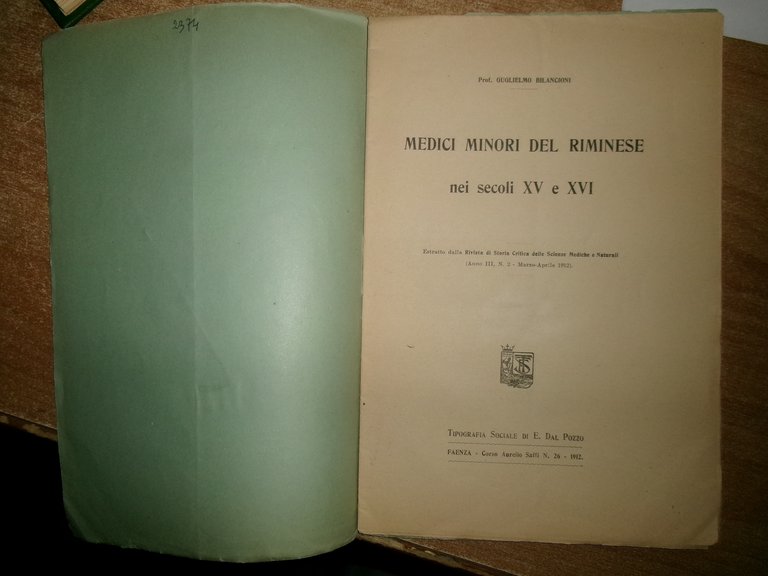 2374
Prof. GUGLIELMO BILANCIONI
MEDICI MINORI DEL RIMINESE
nei secoli XV e XVI
Estratto dalla Rivista di Storia Critica delle Scienze Mediche e Naturali
(Anno III, N. 2 - Marzo-Aprile 1912).
TIPOGRAFIA SOCIALE DI E. DAL POZZO
FAENZA - Corso Aurelio Saffi N. 26 - 1912.